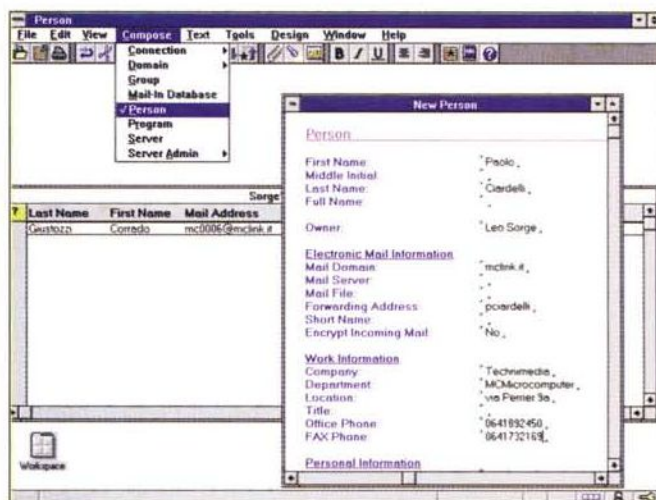 Person
File Edit View Compose Text Tools Design Window Help
B I U
Connection
Domain
Group
Mail-In Database
✓Person
Program
Server
Server Admin
Sorge'
? Last Name First Name Mail Address
Giustozzi Corrado mc0006@mclink.it
New Person
Person
First Name: Paolo
Middle Initial:
Last Name: Ciardelli
Full Name
Owner: Leo Sorge
Electronic Mail Information
Mail Domain: mclink.it
Mail Server:
Mail File:
Forwarding Address pciardelli
Short Name:
Encrypt Incoming Mail: No
Work Information
Company: Technimedia
Department MCMicrocomputer
Location: via Perrier 9a
Title:
Office Phone: 0641892450
FAX Phone: 0641732169
Personal Information
Workspace